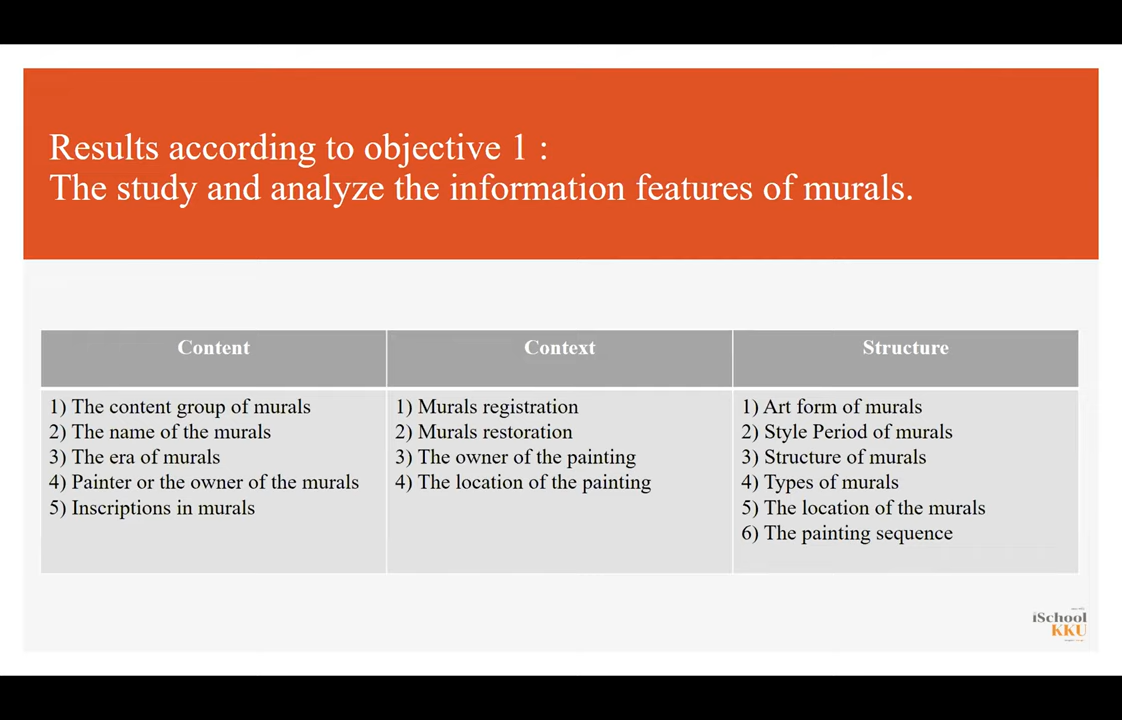 Results according to objective 1 :
The study and analyze the information features of murals.
Content
1) The content group of murals
2) The name of the murals
3) The era of murals
4) Painter or the owner of the murals
5) Inscriptions in murals
Context
1) Murals registration
2) Murals restoration
3) The owner of the painting
4) The location of the painting
Structure
1) Art form of murals
2) Style Period of murals
3) Structure of murals
4) Types of murals
5) The location of the murals
6) The painting sequence
iSchool
KKU